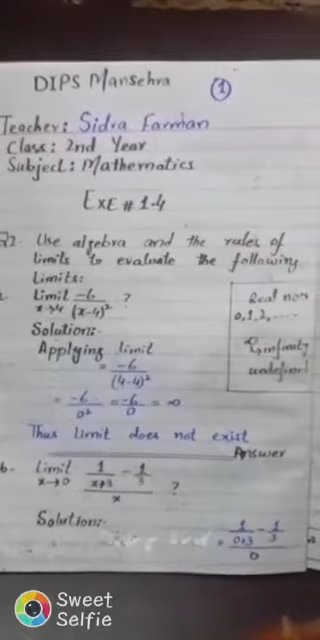 DIPS Mansehra
1
Teacher: Sidra Farman
Class: 2nd Year
Subject: Mathematics
EXE # 1.4
Q2. Use algebra and the rules of
limits to evaluate the following
Limits:
Limit x→4 -6/(x-4)² ?
Real no's
0,1,2, .....
∞, infinity
undefined
Solution:-
Applying limit
= -6/(4-4)²
= -6/0² = -6/0 = ∞
Thus limit does not exist
Answer
b. Limit x→0 (1/(x+3) - 1/3)/x ?
Solution:-
= (1/(0+3) - 1/3)/0
Sweet
Selfie